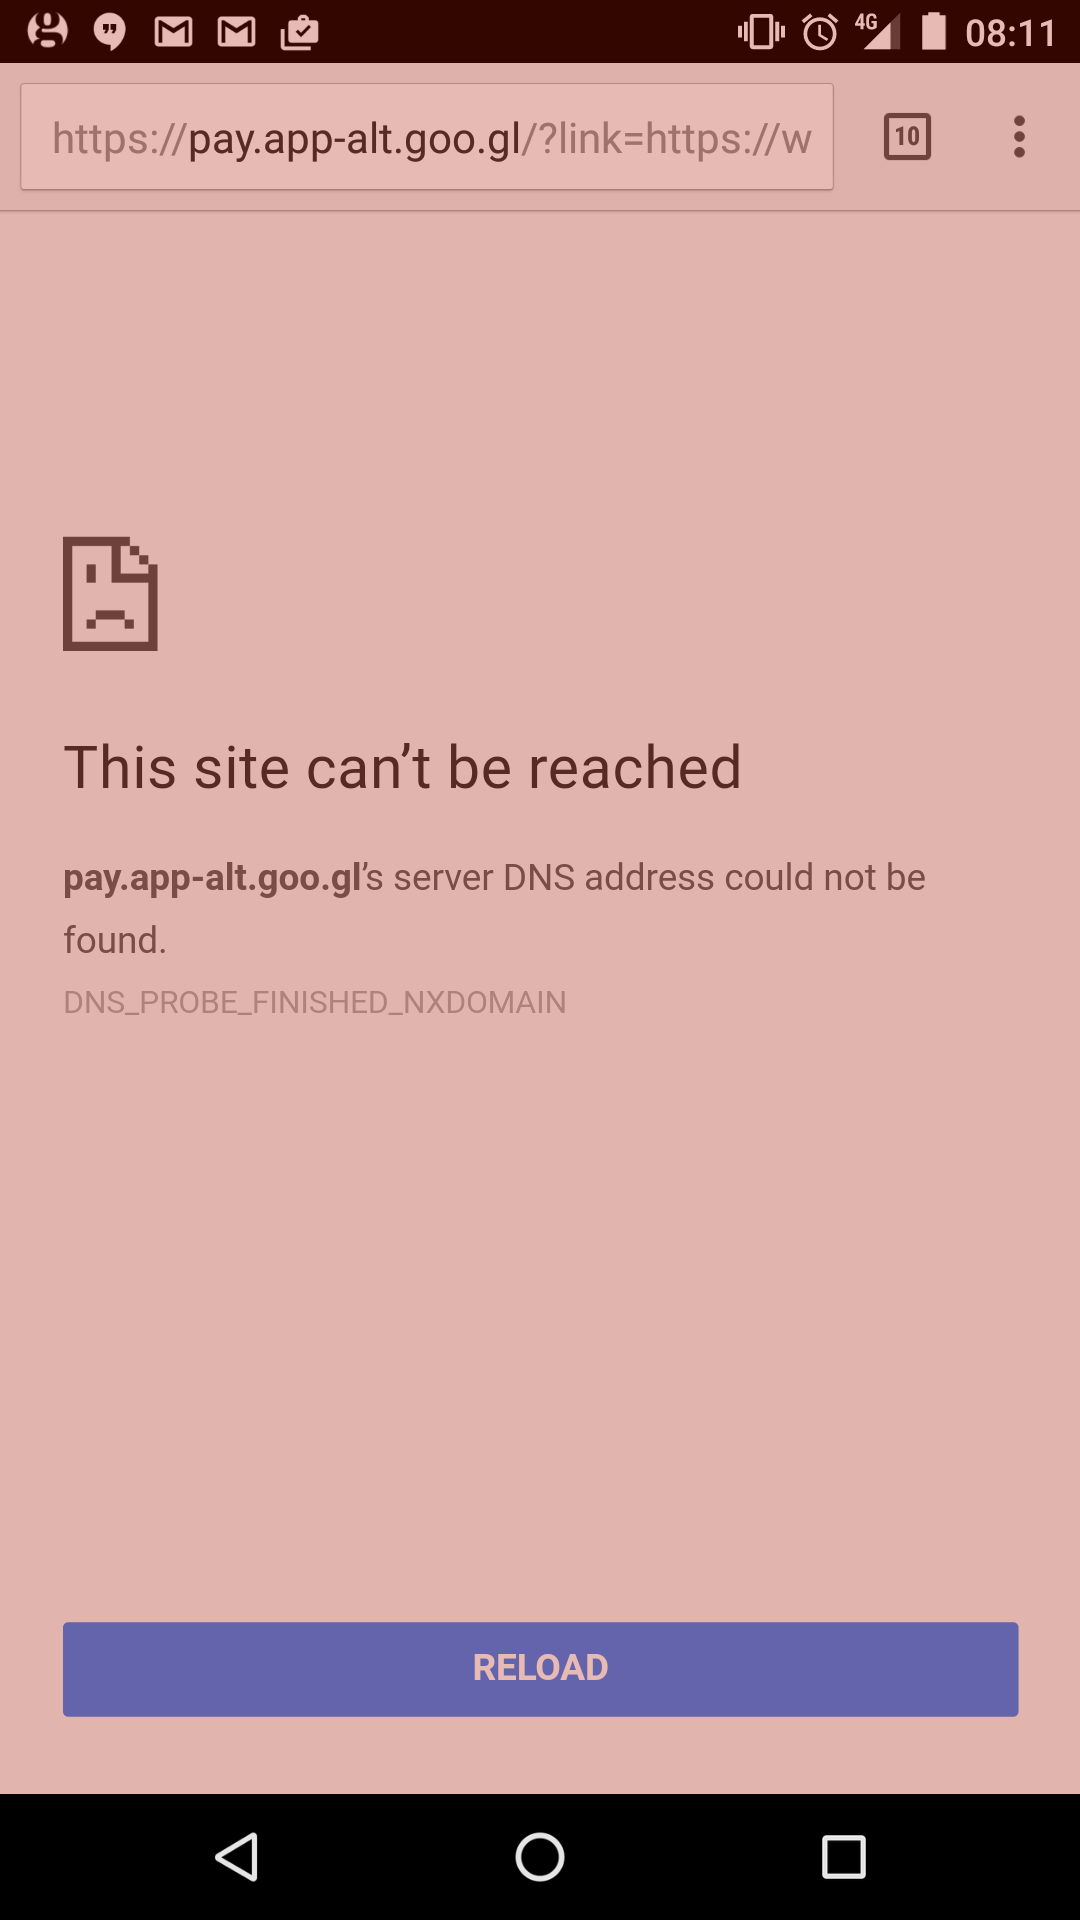 4G 08:11
https://pay.app-alt.goo.gl/?link=https://w
10
This site can’t be reached
pay.app-alt.goo.gl’s server DNS address could not be
found.
DNS_PROBE_FINISHED_NXDOMAIN
RELOAD